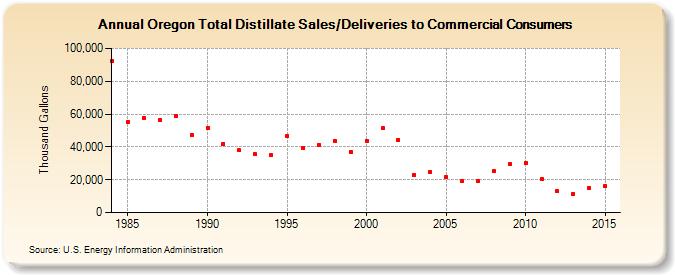 Annual Oregon Total Distillate Sales/Deliveries to Commercial Consumers
Thousand Gallons
100,000
80,000
60,000
40,000
20,000
0
1985 1990 1995 2000 2005 2010 2015
Source: U.S. Energy Information Administration